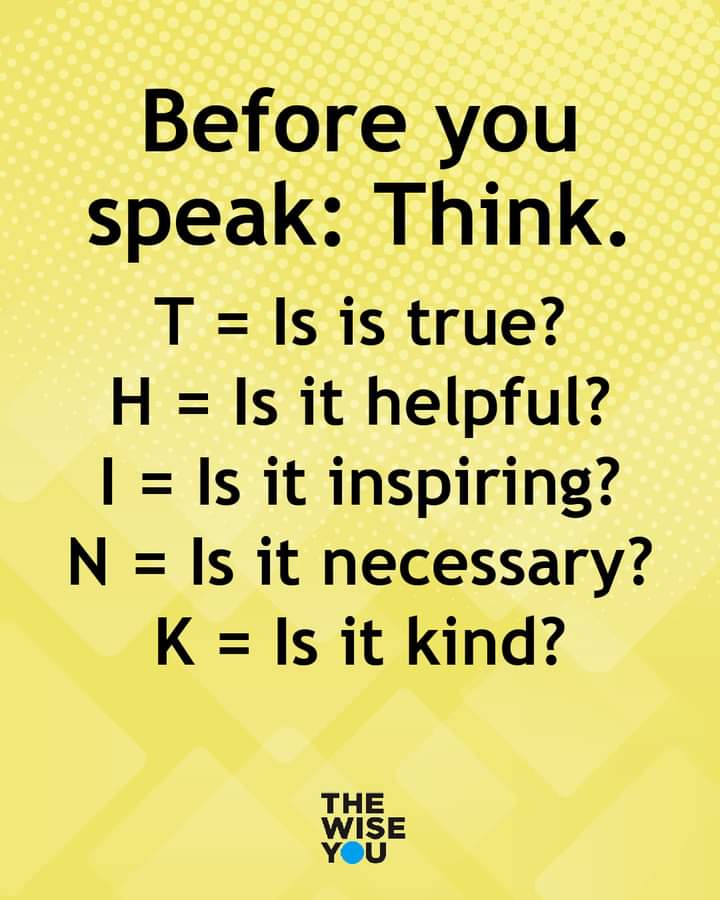 Before you
speak: Think.
T = Is is true?
H = Is it helpful?
I = Is it inspiring?
N = Is it necessary?
K = Is it kind?
THE
WISE
YOU